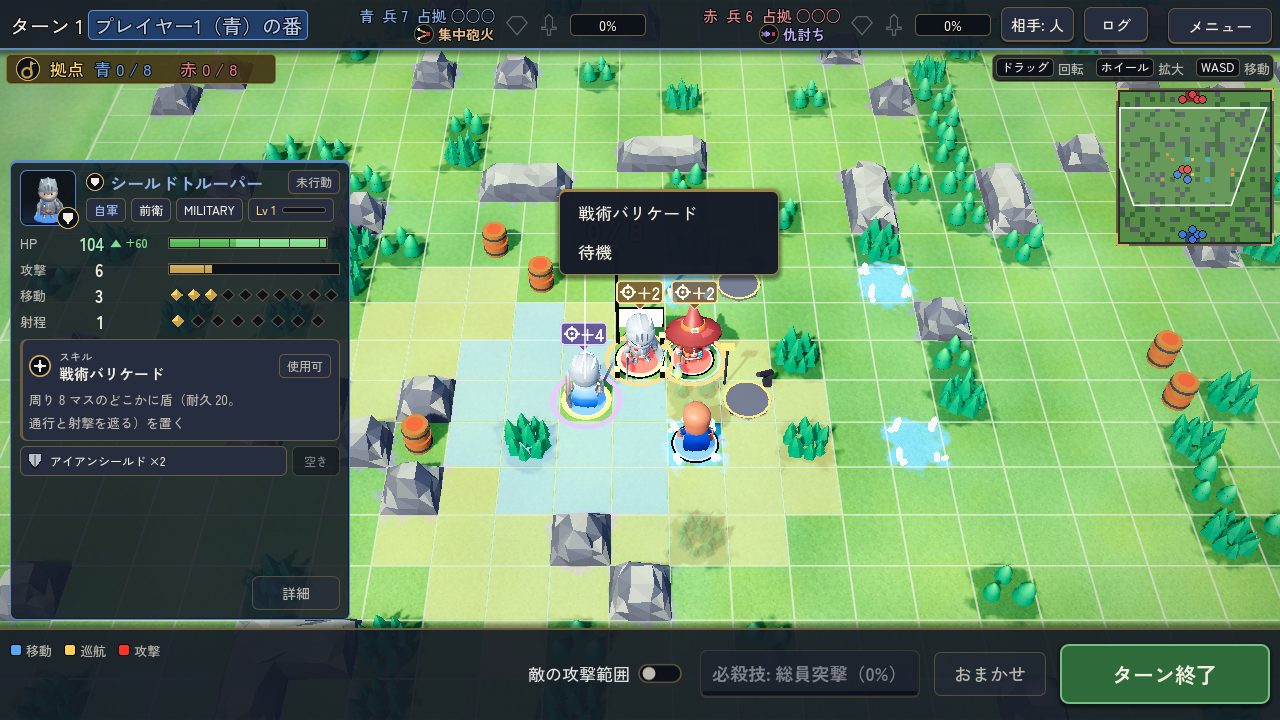 ターン 1 プレイヤー1（青）の番
青 兵 7 占拠 〇〇〇
集中砲火
0%
赤 兵 6 占拠 〇〇〇
仇討ち
0%
相手: 人
ログ
メニュー
拠点 青 0 / 8 赤 0 / 8
ドラッグ 回転 ホイール 拡大 WASD 移動
シールドトルーパー
未行動
自軍 前衛 MILITARY Lv 1
HP 104 ▲ +60
攻撃 6
移動 3
射程 1
スキル
戦術バリケード
使用可
周り 8 マスのどこかに盾（耐久 20。
通行と射撃を遮る）を置く
アイアンシールド ×2
空き
詳細
戦術バリケード
待機
+2
+2
+4
移動 巡航 攻撃
敵の攻撃範囲
必殺技: 総員突撃（0%）
おまかせ
ターン終了